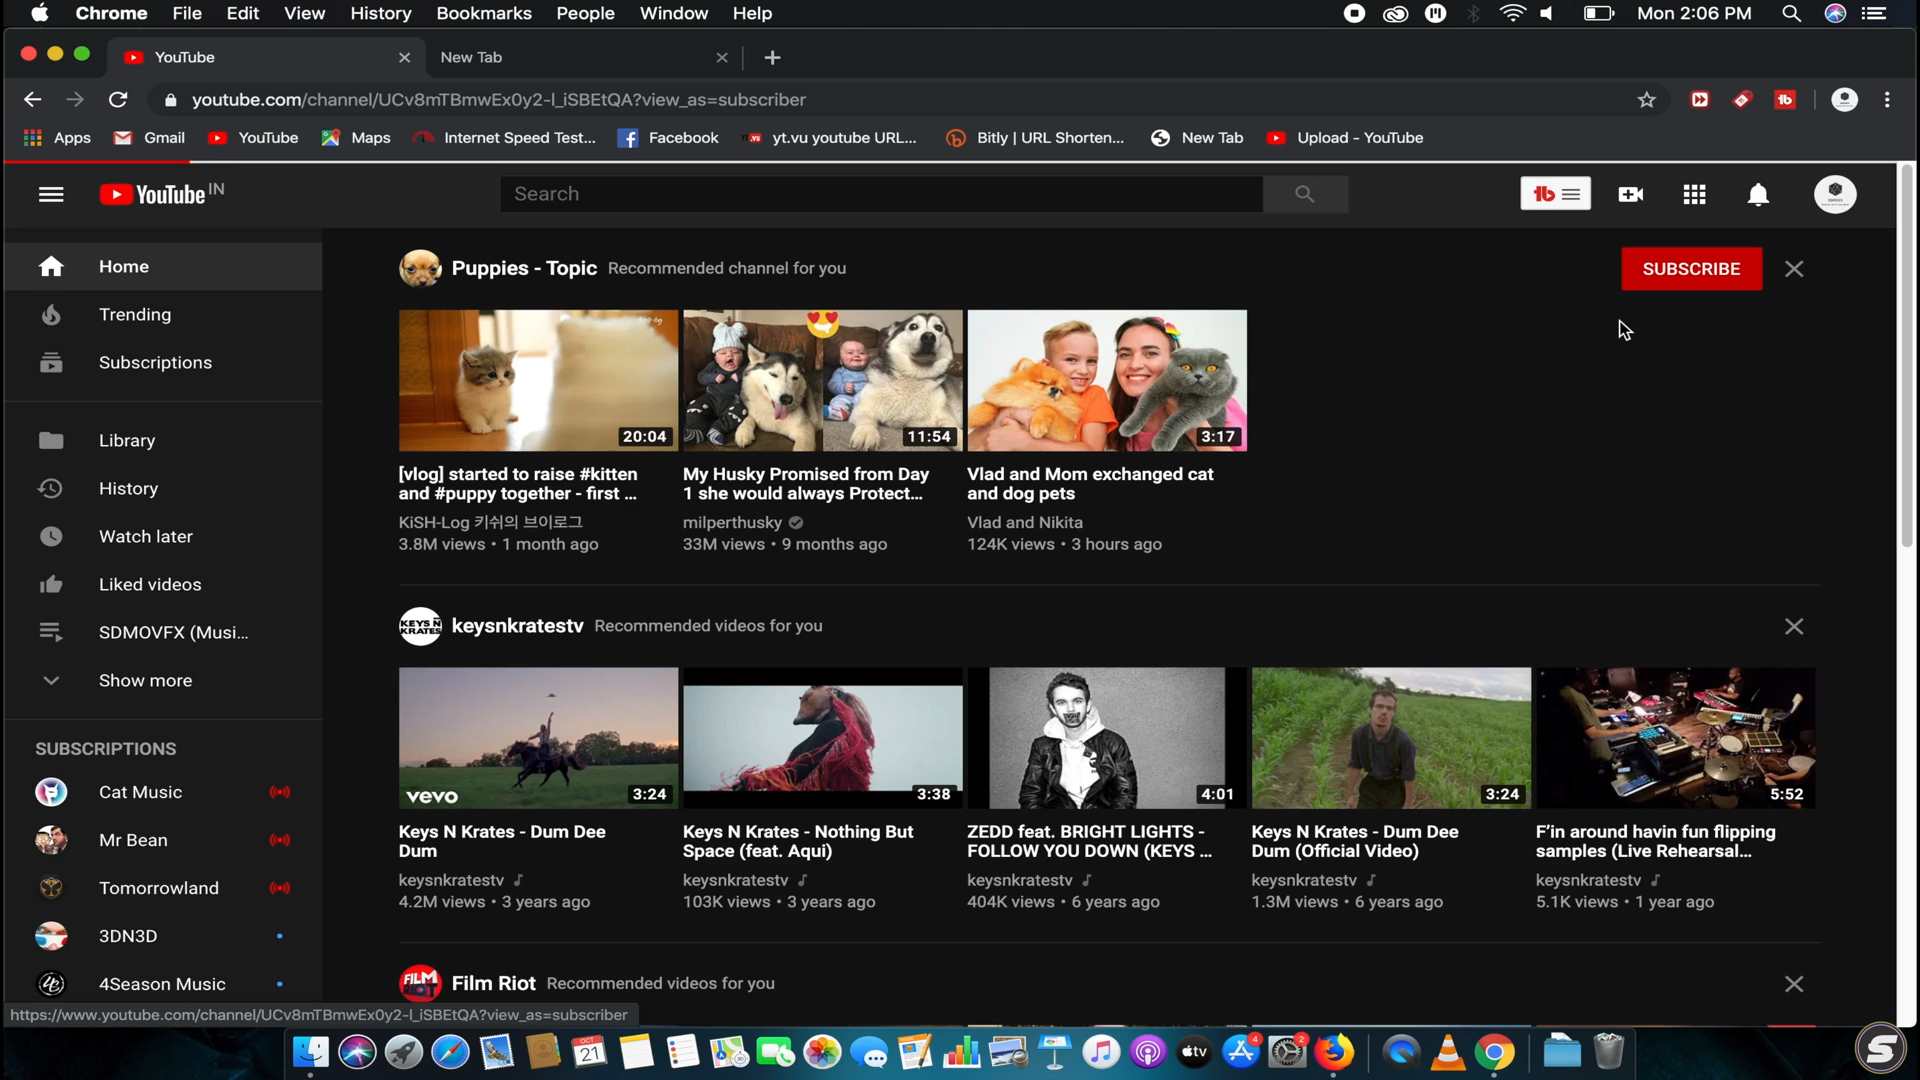 Chrome File Edit View History Bookmarks People Window Help Mon 2:06 PM
YouTube New Tab
youtube.com/channel/UCv8mTBmwEx0y2-l_iSBEtQA?view_as=subscriber
Apps Gmail YouTube Maps Internet Speed Test... Facebook yt.vu youtube URL... Bitly | URL Shorten... New Tab Upload - YouTube
YouTube IN Search
Home
Trending
Subscriptions
Library
History
Watch later
Liked videos
SDMOVFX (Musi...
Show more
SUBSCRIPTIONS
Cat Music
Mr Bean
Tomorrowland
3DN3D
4Season Music
https://www.youtube.com/channel/UCv8mTBmwEx0y2-l_iSBEtQA?view_as=subscriber
Puppies - Topic Recommended channel for you SUBSCRIBE
20:04
[vlog] started to raise #kitten
and #puppy together - first ...
KiSH-Log 키쉬의 브이로그
3.8M views • 1 month ago
11:54
My Husky Promised from Day
1 she would always Protect...
milperthusky
33M views • 9 months ago
3:17
Vlad and Mom exchanged cat
and dog pets
Vlad and Nikita
124K views • 3 hours ago
KEYS N
KRATES
keysnkratestv Recommended videos for you
vevo 3:24
Keys N Krates - Dum Dee
Dum
keysnkratestv
4.2M views • 3 years ago
3:38
Keys N Krates - Nothing But
Space (feat. Aqui)
keysnkratestv
103K views • 3 years ago
4:01
ZEDD feat. BRIGHT LIGHTS -
FOLLOW YOU DOWN (KEYS ...
keysnkratestv
404K views • 6 years ago
3:24
Keys N Krates - Dum Dee
Dum (Official Video)
keysnkratestv
1.3M views • 6 years ago
5:52
F'in around havin fun flipping
samples (Live Rehearsal...
keysnkratestv
5.1K views • 1 year ago
FILM
RIOT
Film Riot Recommended videos for you
OCT
21
tv
4
2